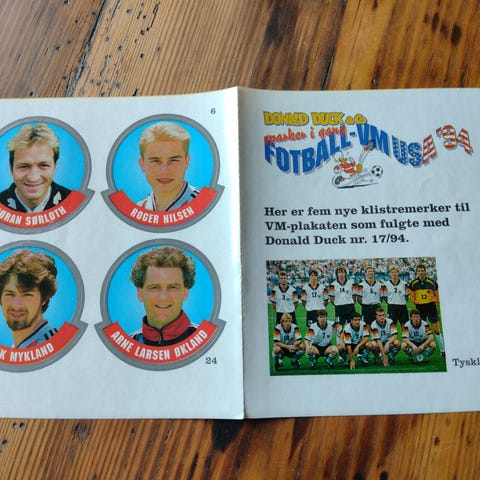 6
ØRAN SØRLOTH
ROGER NILSEN
K MYKLAND
ARNE LARSEN ØKLAND
24
DONALD DUCK & Co.
sparker i gang
FOTBALL-VM USA '94
Her er fem nye klistremerker til
VM-plakaten som fulgte med
Donald Duck nr. 17/94.
Tyskl